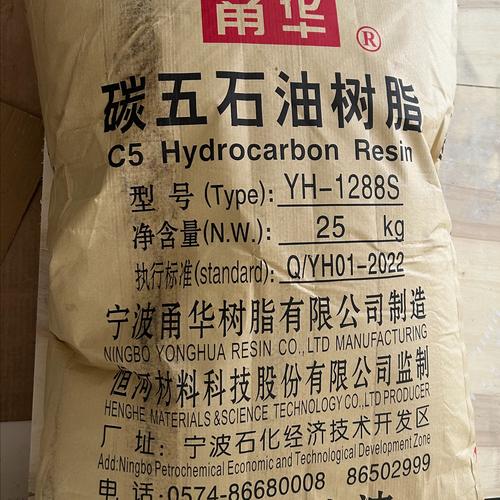 甬华
®
碳五石油树脂
C5 Hydrocarbon Resin
型号(Type): YH-1288S
净含量(N.W.): 25 kg
执行标准(standard): Q/YH01-2022
宁波甬华树脂有限公司制造
NINGBO YONGHUA RESIN CO.,LTD MANUFACTURING
恒河材料科技股份有限公司监制
HENGHE MATERIALS&SCIENCE TECHNOLOGY CO.,LTD PRODUCER
厂址: 宁波石化经济技术开发区
Add:Ningbo Petrochemical Economic and Technological Development Zone
电话:0574-86680008 86502999